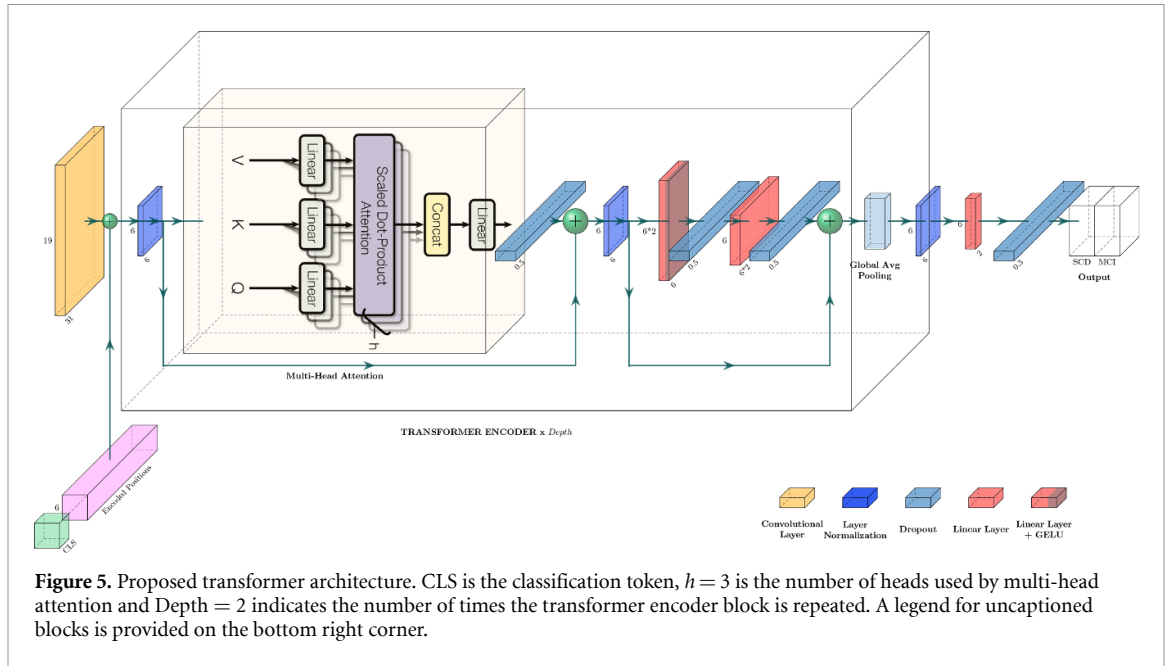 19
31
6
6
V
K
Q
Linear
Linear
Linear
Scaled Dot-Product
Attention
h
Concat
Linear
Multi-Head Attention
0.5
6
6
6*2
6
0.5
6
6*2
0.5
Global Avg
Pooling
6
6
6
2
0.3
SCD
MCI
Output
TRANSFORMER ENCODER x Depth
6
CLS
Encoded Positions
Convolutional
Layer
Layer
Normalization
Dropout
Linear Layer
Linear Layer
+ GELU
Figure 5. Proposed transformer architecture. CLS is the classification token, h = 3 is the number of heads used by multi-head
attention and Depth = 2 indicates the number of times the transformer encoder block is repeated. A legend for uncaptioned
blocks is provided on the bottom right corner.